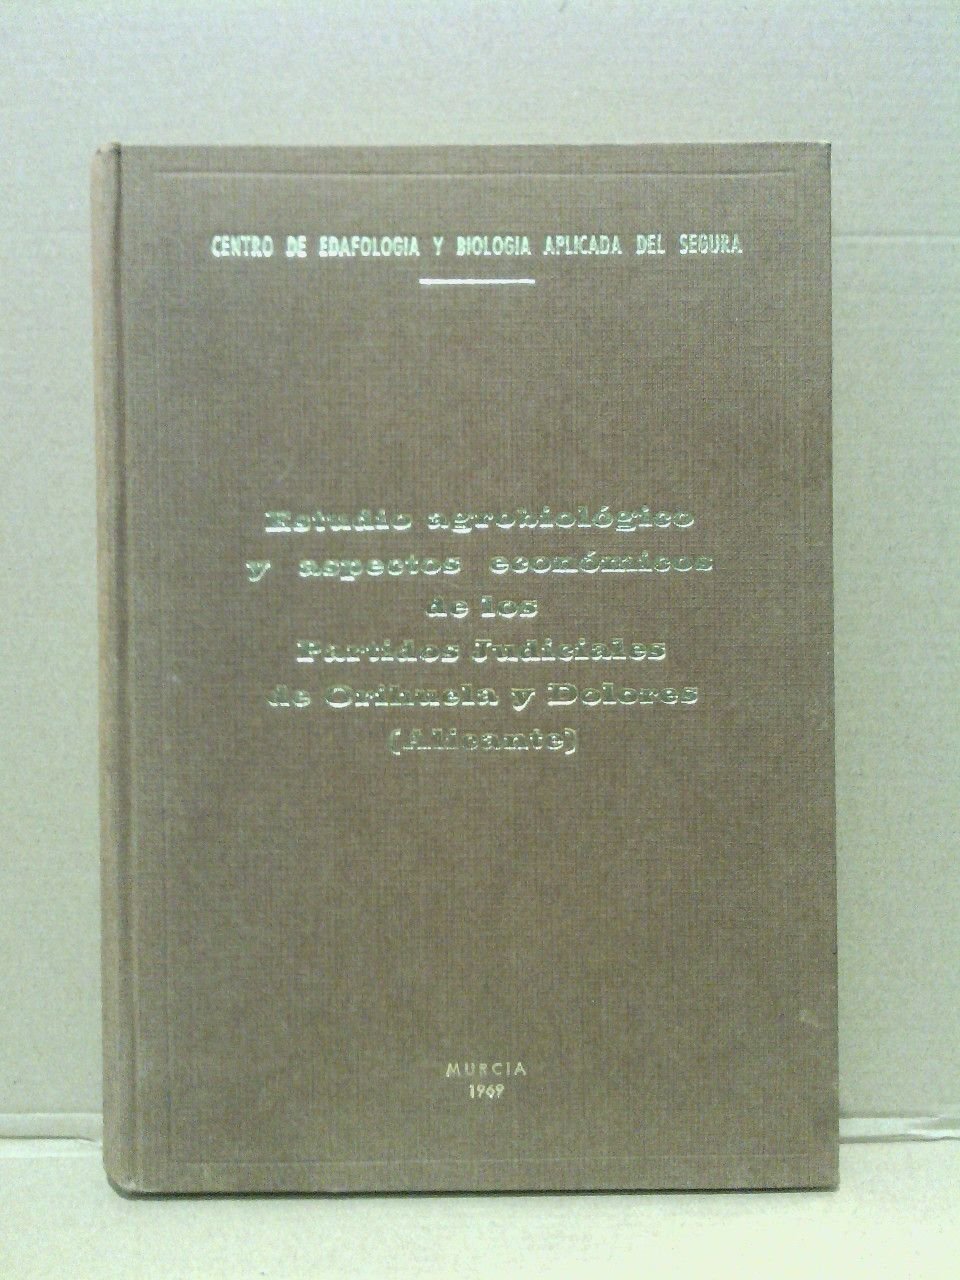 CENTRO DE EDAFOLOGIA Y BIOLOGIA APLICADA DEL SEGURA
Estudio agrobiológico
y aspectos económicos
de los
Partidos Judiciales
de Orihuela y Dolores
(Alicante)
MURCIA
1969